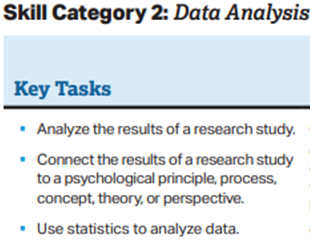 Skill Category 2: Data Analysis
Key Tasks
▪ Analyze the results of a research study.
▪ Connect the results of a research study
to a psychological principle, process,
concept, theory, or perspective.
▪ Use statistics to analyze data.